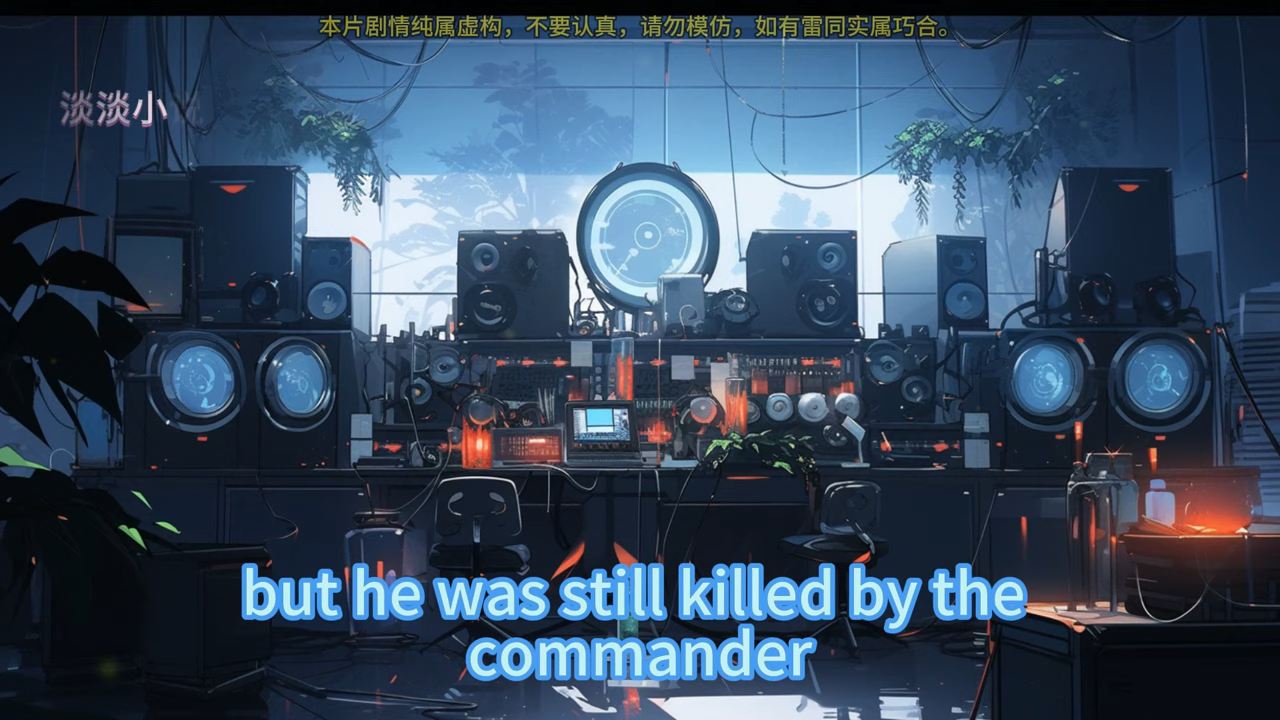 本片剧情纯属虚构，不要认真，请勿模仿，如有雷同实属巧合。
淡淡小
but he was still killed by the
commander